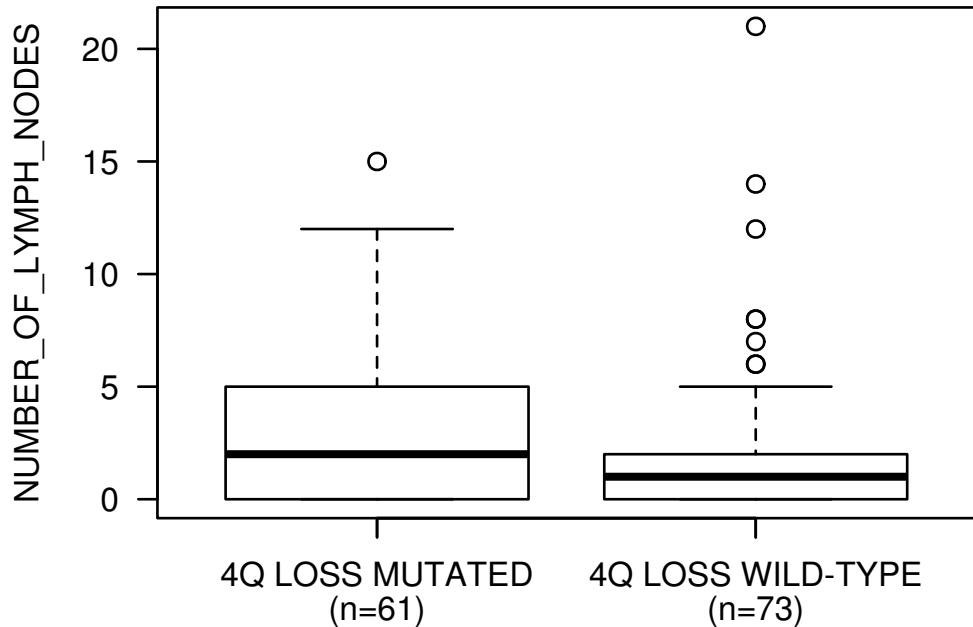 NUMBER_OF_LYMPH_NODES
20
15
10
5
0
4Q LOSS MUTATED
(n=61)
4Q LOSS WILD-TYPE
(n=73)